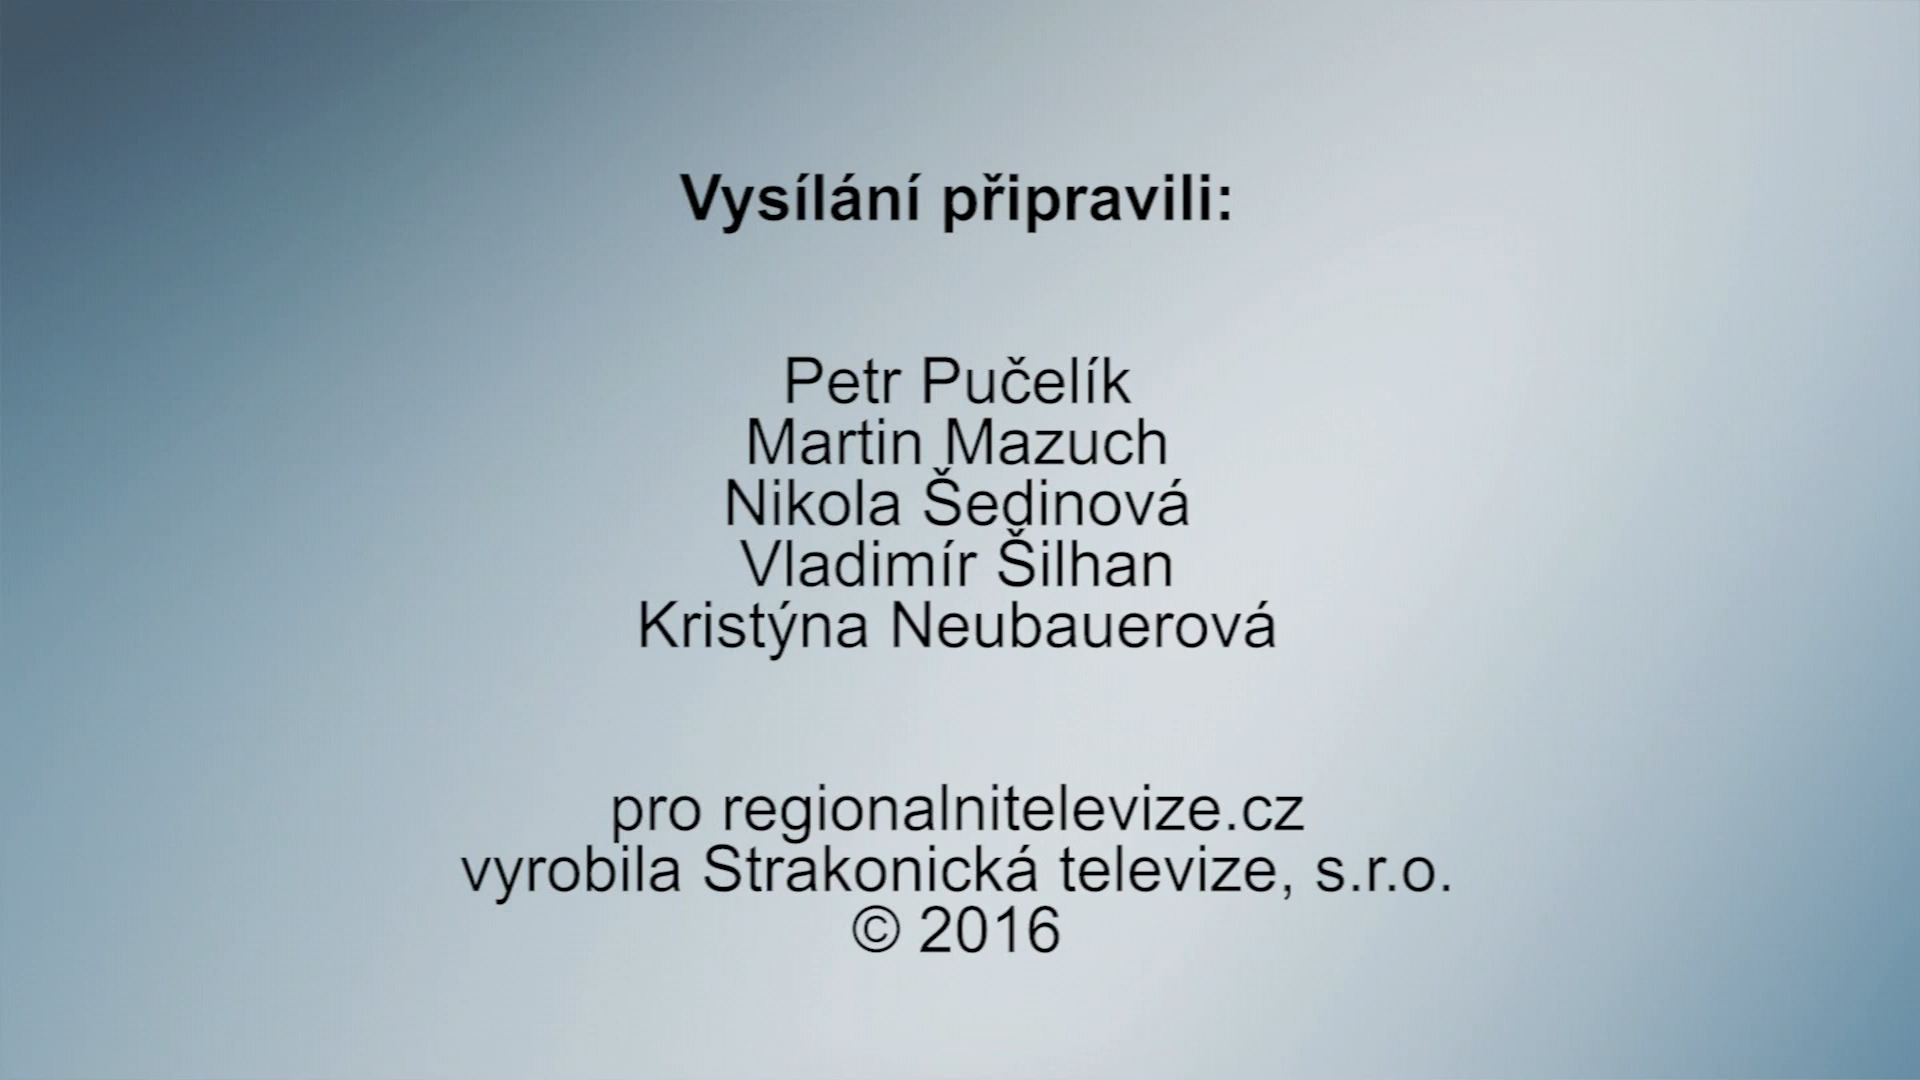 Vysílání připravili:
Petr Pučelík
Martin Mazuch
Nikola Šedinová
Vladimír Šilhan
Kristýna Neubauerová
pro regionalnitelevize.cz
vyrobila Strakonická televize, s.r.o.
© 2016